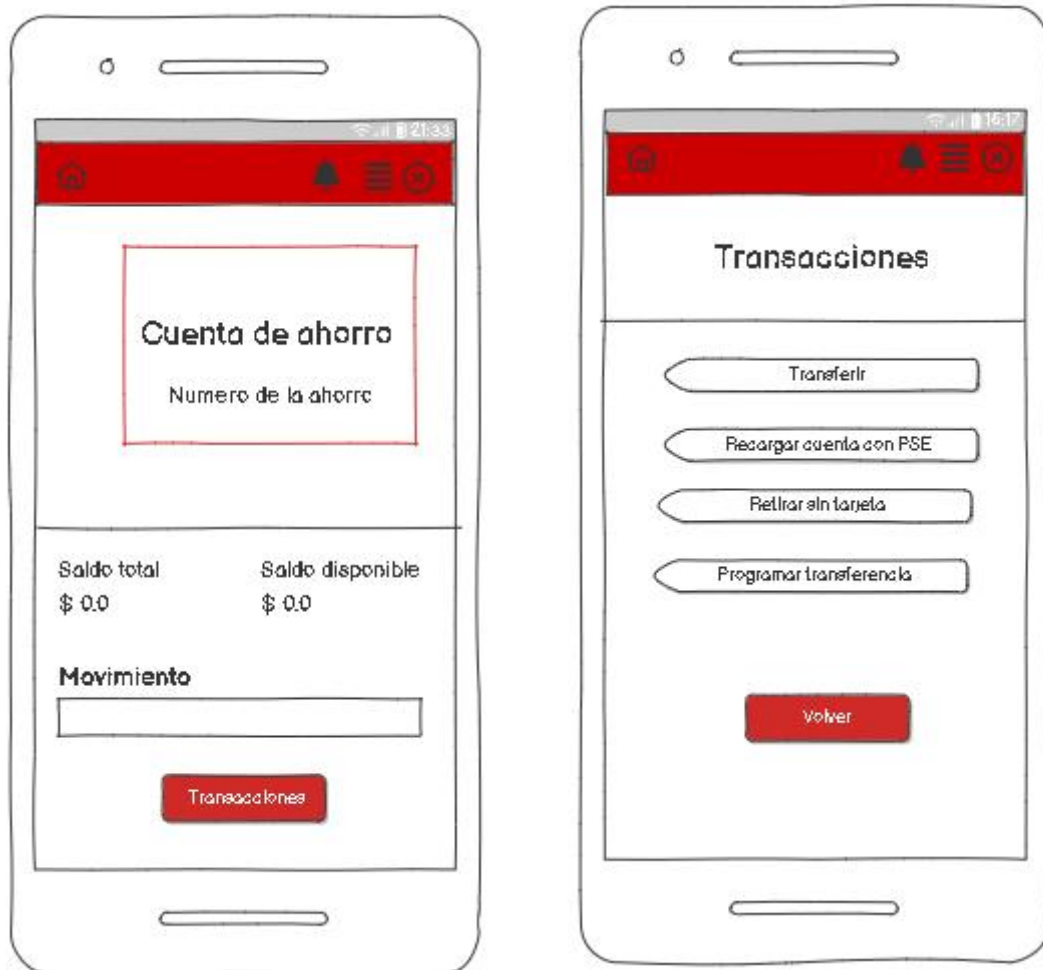 21:33
Cuenta de ahorro
Numero de la ahorro
Saldo total
Saldo disponible
$ 0.0
$ 0.0
Movimiento
Transacciones
16:17
Transacciones
Transferir
Recargar cuenta con PSE
Retirar sin tarjeta
Programar transferencia
Volver